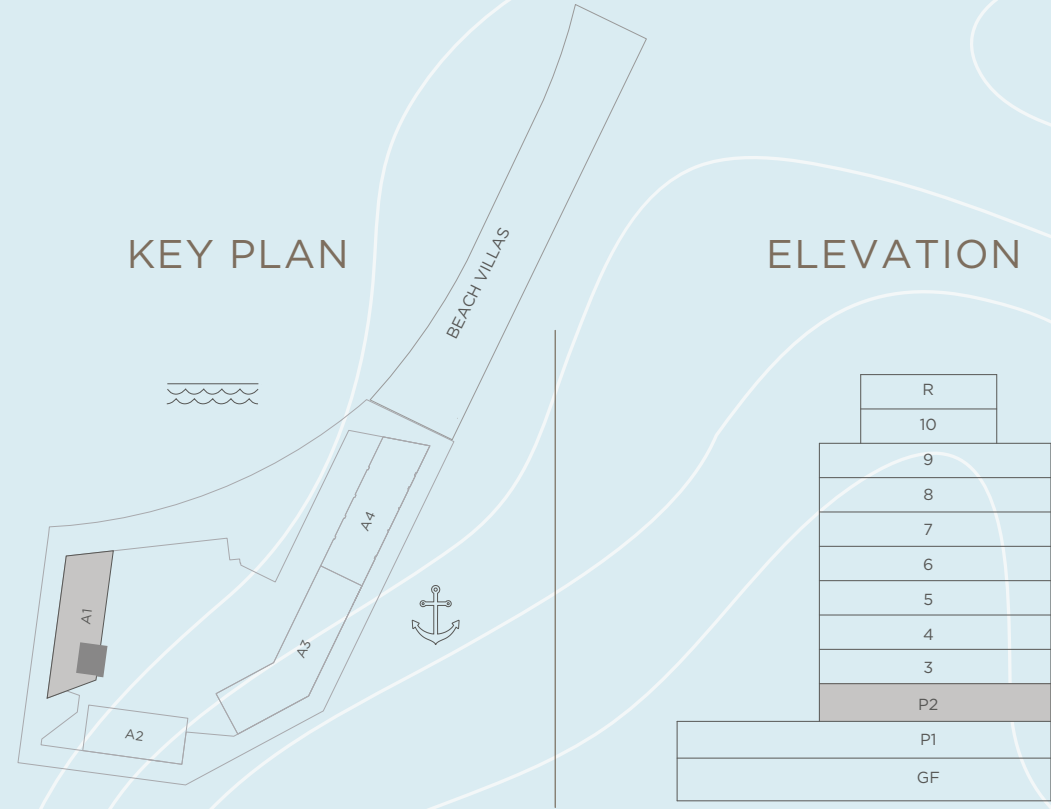 KEY PLAN
BEACH VILLAS
A4
A1
A3
A2
ELEVATION
R
10
9
8
7
6
5
4
3
P2
P1
GF